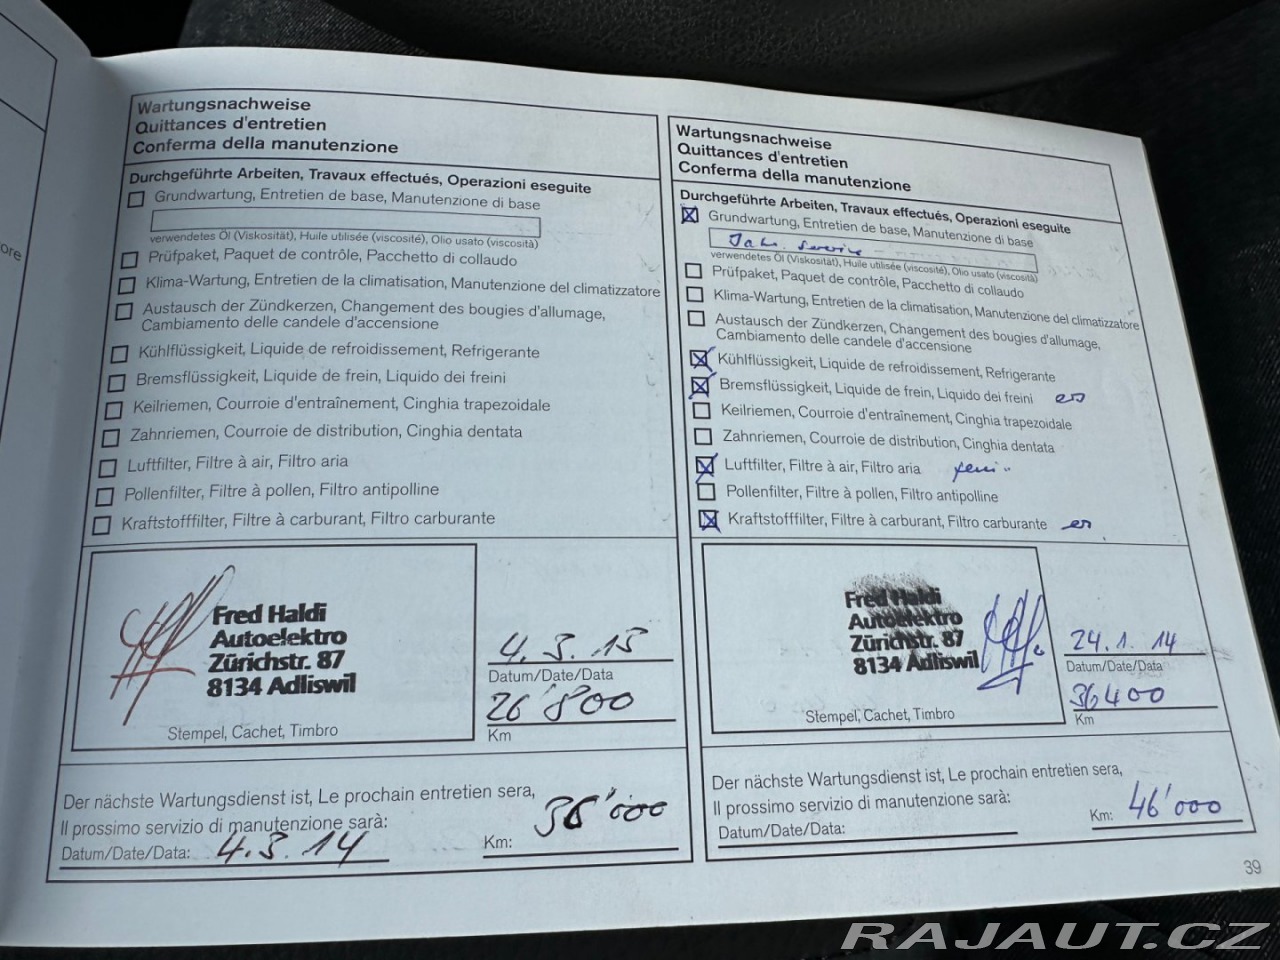 ore
Wartungsnachweise
Quittances d'entretien
Conferma della manutenzione
Durchgeführte Arbeiten, Travaux effectués, Operazioni eseguite
Grundwartung, Entretien de base, Manutenzione di base
verwendetes Öl (Viskosität), Huile utilisée (viscosité), Olio usato (viscosità)
Prüfpaket, Paquet de contrôle, Pacchetto di collaudo
Klima-Wartung, Entretien de la climatisation, Manutenzione del climatizzatore
Austausch der Zündkerzen, Changement des bougies d'allumage,
Cambiamento delle candele d'accensione
Kühlflüssigkeit, Liquide de refroidissement, Refrigerante
Bremsflüssigkeit, Liquide de frein, Liquido dei freini
Keilriemen, Courroie d'entraînement, Cinghia trapezoidale
Zahnriemen, Courroie de distribution, Cinghia dentata
Luftfilter, Filtre à air, Filtro aria
Pollenfilter, Filtre à pollen, Filtro antipolline
Kraftstofffilter, Filtre à carburant, Filtro carburante
Fred Haldi
Autoelektro
Zürichstr. 87
8134 Adliswil
Stempel, Cachet, Timbro
4.3.13
Datum/Date/Data
26'800
Km
Der nächste Wartungsdienst ist, Le prochain entretien sera,
Il prossimo servizio di manutenzione sarà:
Datum/Date/Data: 4.3.14 Km: 36'000
Wartungsnachweise
Quittances d'entretien
Conferma della manutenzione
Durchgeführte Arbeiten, Travaux effectués, Operazioni eseguite
Grundwartung, Entretien de base, Manutenzione di base
verwendetes Öl (Viskosität), Huile utilisée (viscosité), Olio usato (viscosità)
Prüfpaket, Paquet de contrôle, Pacchetto di collaudo
Klima-Wartung, Entretien de la climatisation, Manutenzione del climatizzatore
Austausch der Zündkerzen, Changement des bougies d'allumage,
Cambiamento delle candele d'accensione
Kühlflüssigkeit, Liquide de refroidissement, Refrigerante
Bremsflüssigkeit, Liquide de frein, Liquido dei freini
Keilriemen, Courroie d'entraînement, Cinghia trapezoidale
Zahnriemen, Courroie de distribution, Cinghia dentata
Luftfilter, Filtre à air, Filtro aria
Pollenfilter, Filtre à pollen, Filtro antipolline
Kraftstofffilter, Filtre à carburant, Filtro carburante
Fred Haldi
Autoelektro
Zürichstr. 87
8134 Adliswil
Stempel, Cachet, Timbro
24.1.14
Datum/Date/Data
36400
Km
Der nächste Wartungsdienst ist, Le prochain entretien sera,
Il prossimo servizio di manutenzione sarà:
Datum/Date/Data: Km: 46'000
39
RAJAUT.CZ